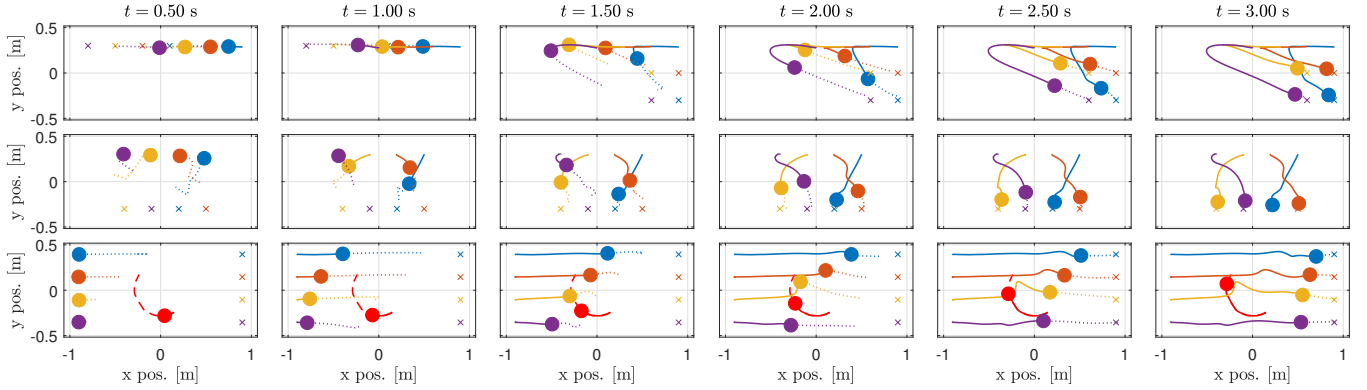 t = 0.50 s t = 1.00 s t = 1.50 s t = 2.00 s t = 2.50 s t = 3.00 s
0.5
y pos. [m]
0
-0.5
0.5
y pos. [m]
0
-0.5
0.5
y pos. [m]
0
-0.5
-1 0 1 -1 0 1 -1 0 1 -1 0 1 -1 0 1 -1 0 1
x pos. [m] x pos. [m] x pos. [m] x pos. [m] x pos. [m] x pos. [m]